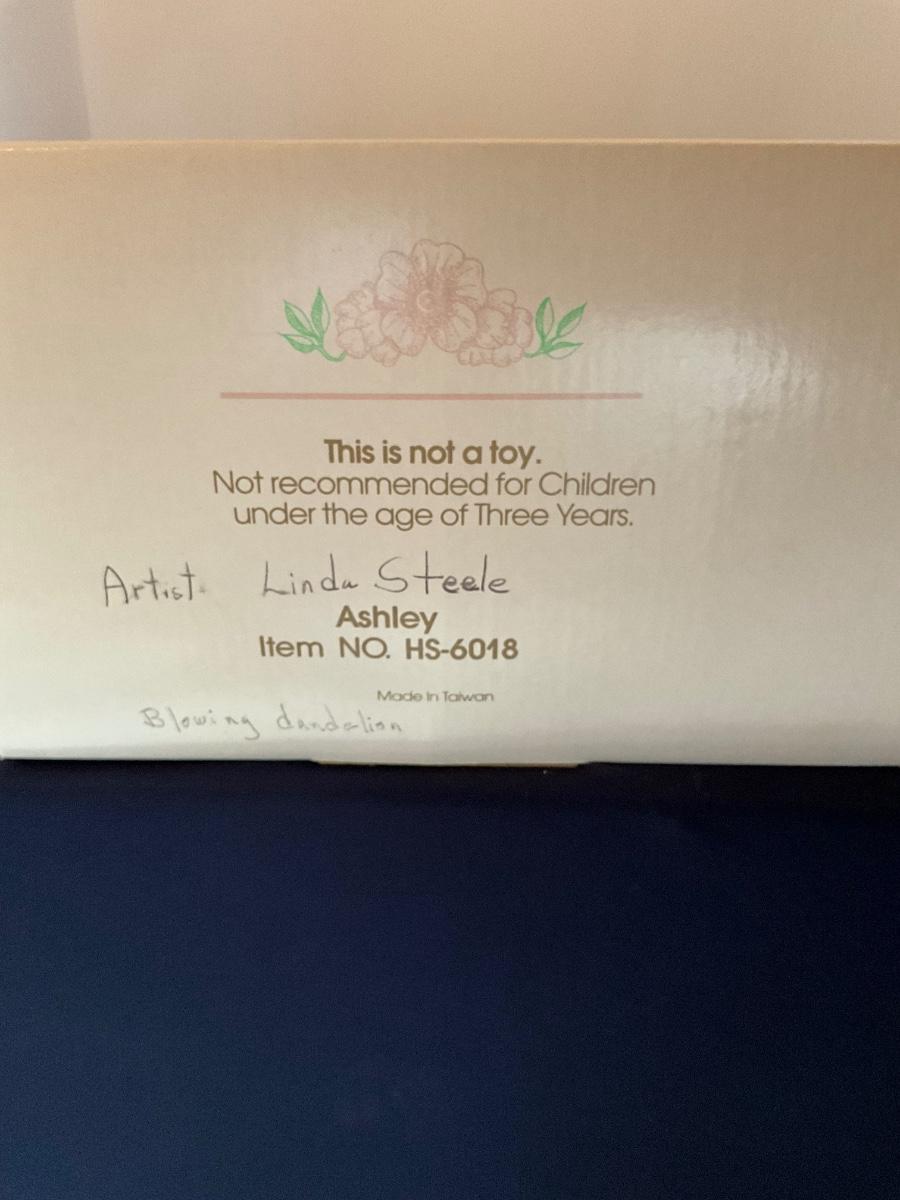 This is not a toy.
Not recommended for Children
under the age of Three Years.
Artist. Linda Steele
Ashley
Item NO. HS-6018
Made In Taiwan
Blowing dandelion